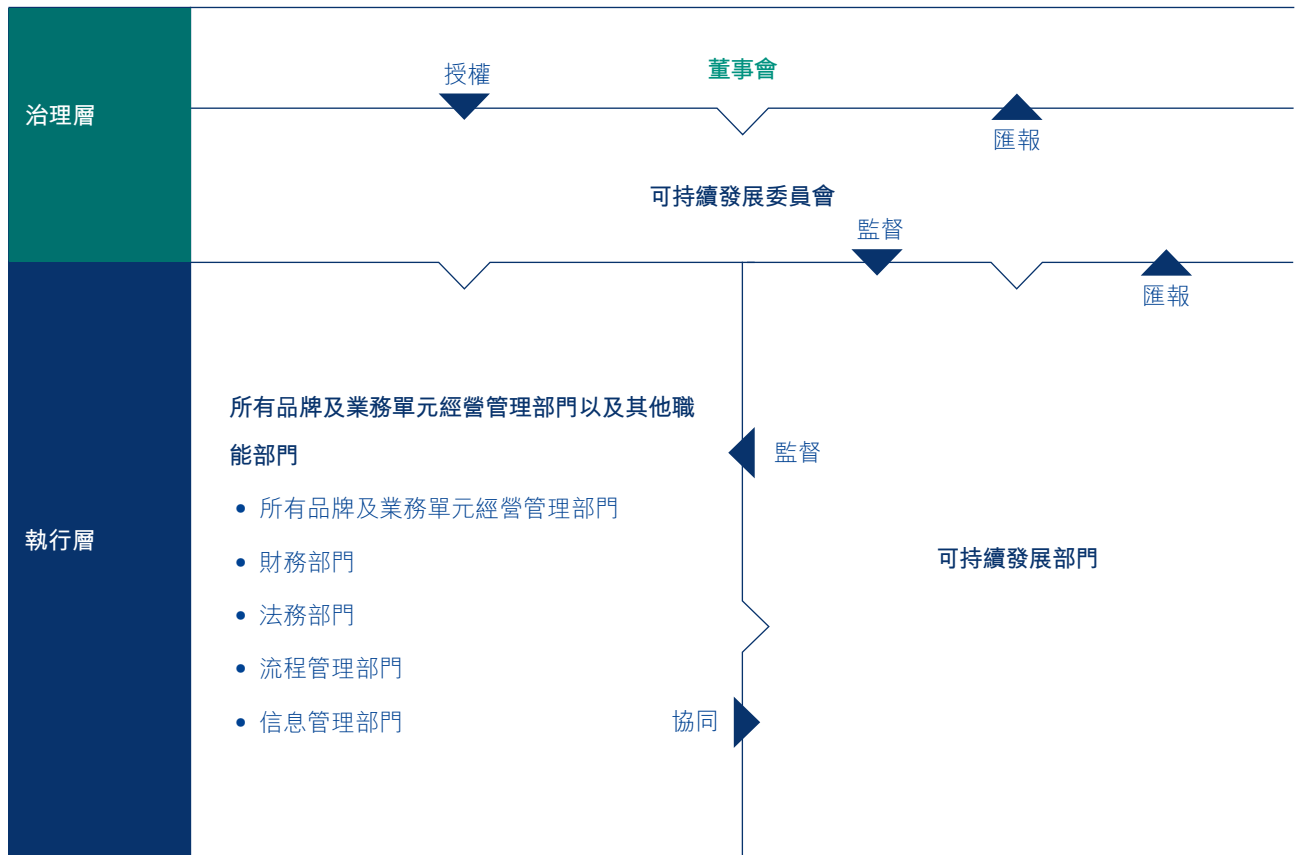 治理層
授權
董事會
匯報
可持續發展委員會
監督
匯報
執行層
所有品牌及業務單元經營管理部門以及其他職
能部門
• 所有品牌及業務單元經營管理部門
• 財務部門
• 法務部門
• 流程管理部門
• 信息管理部門
監督
協同
可持續發展部門